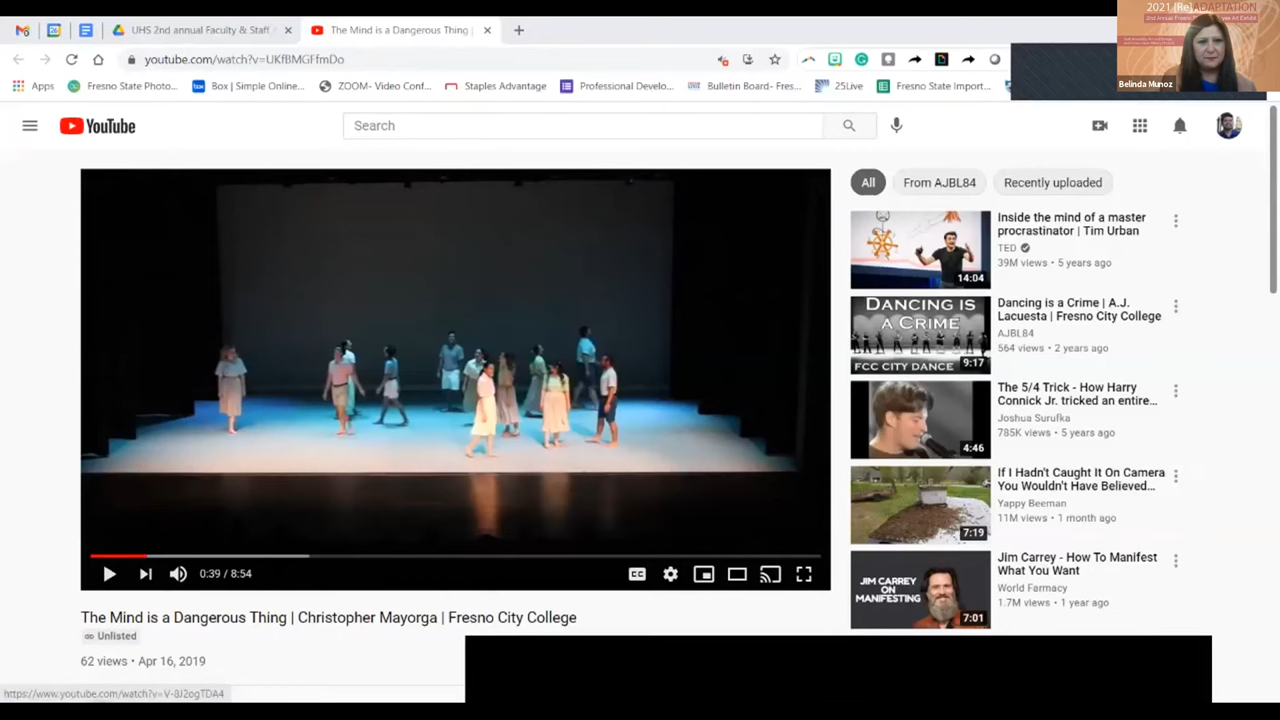 UHS 2nd annual Faculty & Staff
The Mind is a Dangerous Thing |
2021 [Re]ADAPTATION
Belinda Munoz
youtube.com/watch?v=UKfBMGFfmDo
Apps
Fresno State Photo...
Box | Simple Online...
ZOOM- Video Conf...
Staples Advantage
Professional Develo...
Bulletin Board- Fres...
25Live
Fresno State Import...
YouTube
Search
All
From AJBL84
Recently uploaded
Inside the mind of a master
procrastinator | Tim Urban
TED
39M views • 5 years ago
14:04
DANCING IS
A CRIME
FCC CITY DANCE
9:17
Dancing is a Crime | A.J.
Lacuesta | Fresno City College
AJBL84
564 views • 2 years ago
The 5/4 Trick - How Harry
Connick Jr. tricked an entire...
Joshua Surufka
785K views • 5 years ago
4:46
If I Hadn't Caught It On Camera
You Wouldn't Have Believed...
Yappy Beeman
11M views • 1 month ago
7:19
JIM CARREY
ON
MANIFESTING
7:01
Jim Carrey - How To Manifest
What You Want
World Farmacy
1.7M views • 1 year ago
0:39 / 8:54
CC
The Mind is a Dangerous Thing | Christopher Mayorga | Fresno City College
Unlisted
62 views • Apr 16, 2019
https://www.youtube.com/watch?v=V-8J2ogTDA4